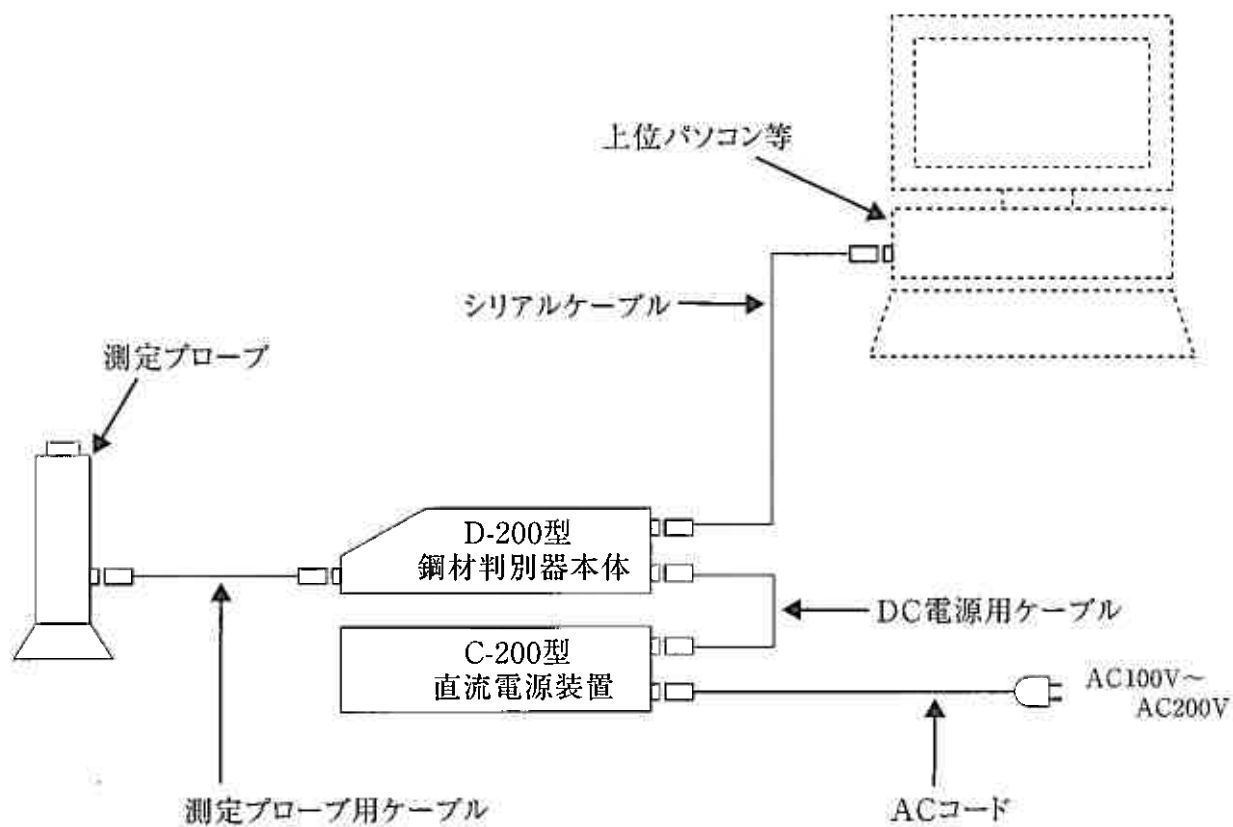 上位パソコン等
シリアルケーブル
測定プローブ
D-200型
鋼材判別器本体
DC電源用ケーブル
C-200型
直流電源装置
AC100V～
AC200V
測定プローブ用ケーブル
ACコード